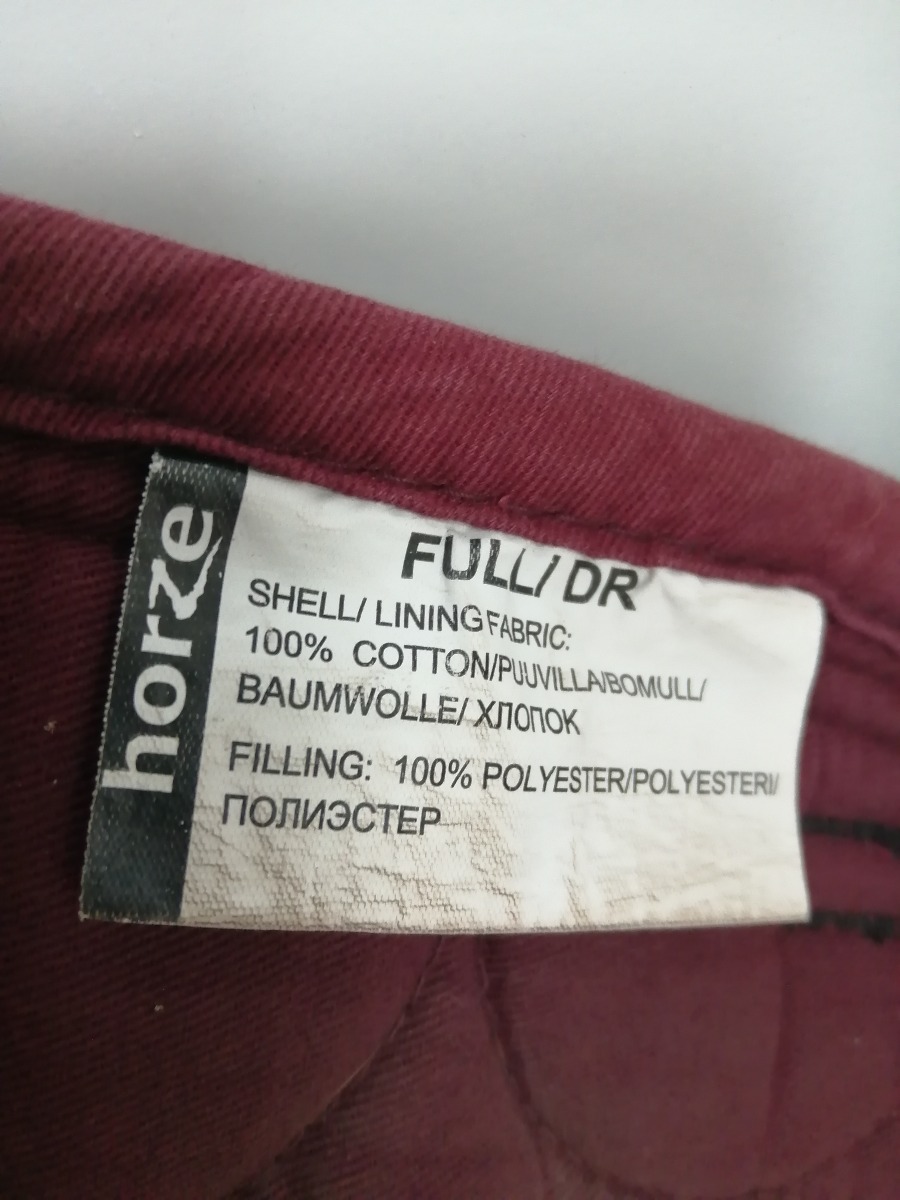 horze
FULL/ DR
SHELL/ LINING FABRIC:
100% COTTON/PUUVILLA/BOMULL/
BAUMWOLLE/ ХЛОПОК
FILLING: 100% POLYESTER/POLYESTERI/
ПОЛИЭСТЕР